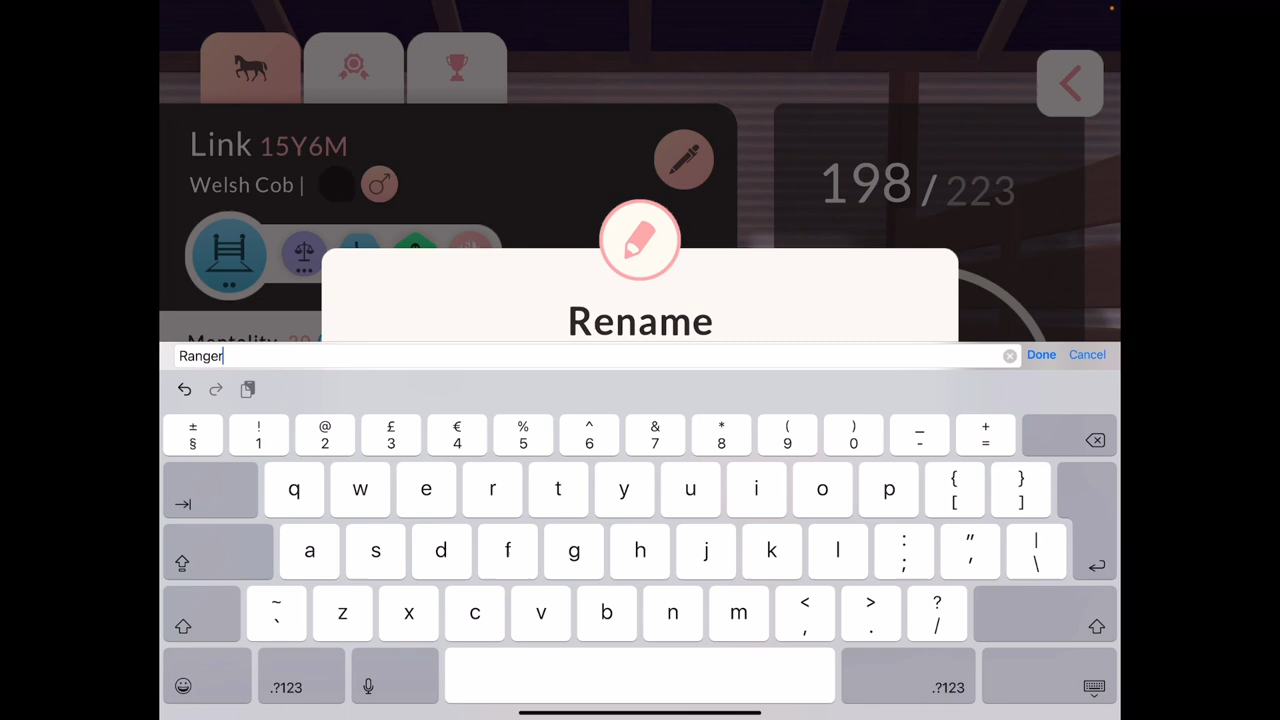 Link 15Y6M
Welsh Cob |
198 / 223
Rename
Ranger
Done Cancel
± ! @ £ € % ^ & * ( ) _ +
§ 1 2 3 4 5 6 7 8 9 0 - =
q w e r t y u i o p { }
[ ]
a s d f g h j k l : " |
; ' \
~ z x c v b n m < > ?
` , . /
.?123 .?123